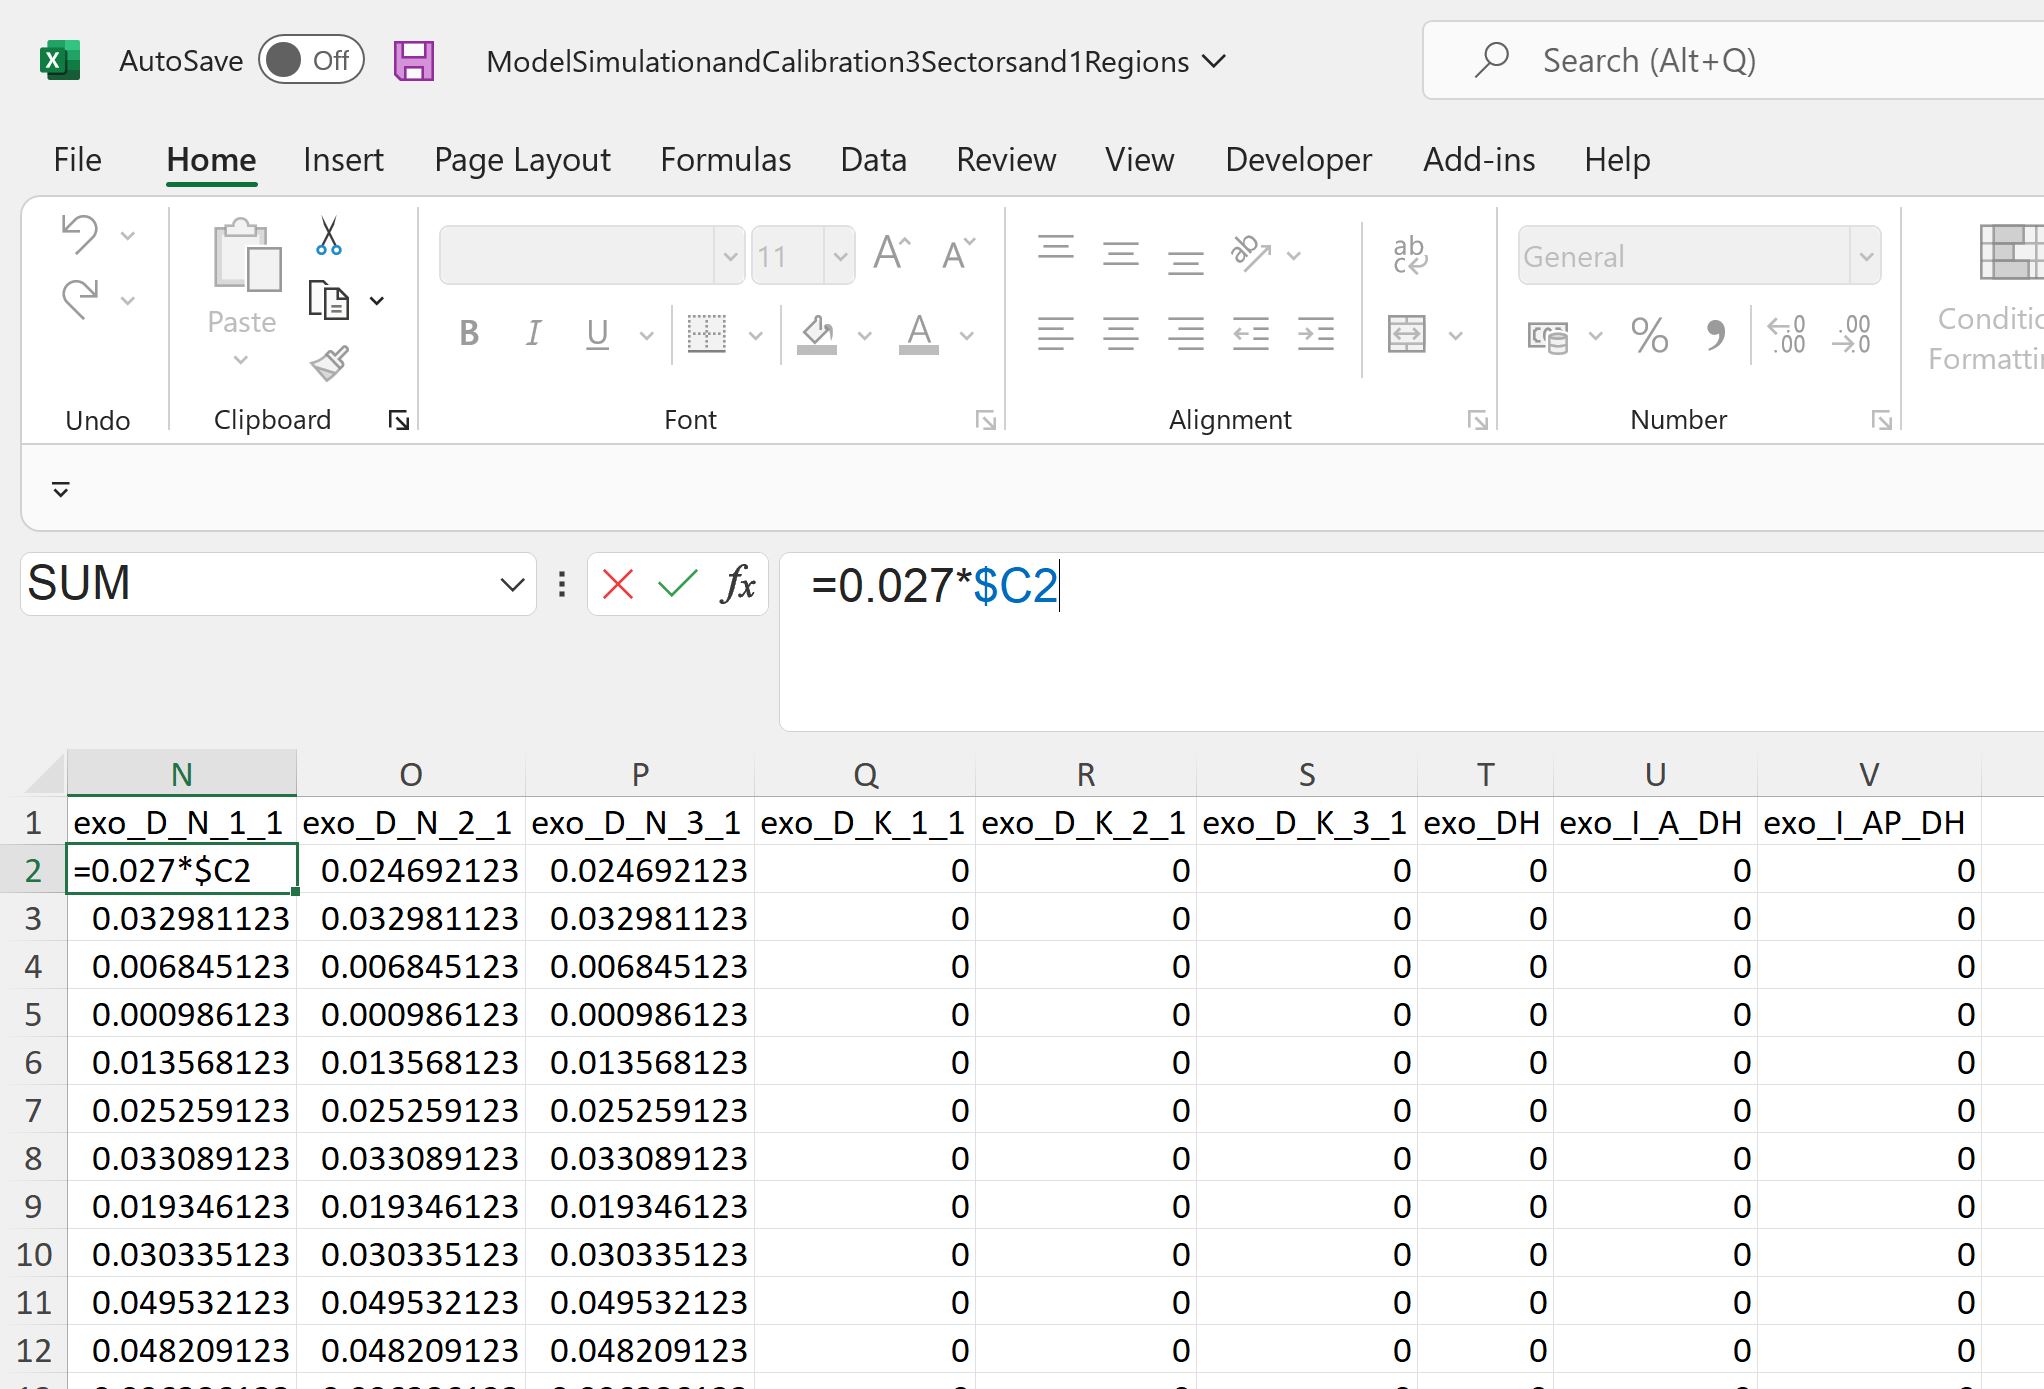 AutoSave Off ModelSimulationandCalibration3Sectorsand1Regions Search (Alt+Q)
File Home Insert Page Layout Formulas Data Review View Developer Add-ins Help
11 General
Paste
B I U A % Conditio
Formattin
Undo Clipboard Font Alignment Number
SUM fx =0.027*$C2
N O P Q R S T U V
1 exo_D_N_1_1 exo_D_N_2_1 exo_D_N_3_1 exo_D_K_1_1 exo_D_K_2_1 exo_D_K_3_1 exo_DH exo_I_A_DH exo_I_AP_DH
2 =0.027*$C2 0.024692123 0.024692123 0 0 0 0 0 0
3 0.032981123 0.032981123 0.032981123 0 0 0 0 0 0
4 0.006845123 0.006845123 0.006845123 0 0 0 0 0 0
5 0.000986123 0.000986123 0.000986123 0 0 0 0 0 0
6 0.013568123 0.013568123 0.013568123 0 0 0 0 0 0
7 0.025259123 0.025259123 0.025259123 0 0 0 0 0 0
8 0.033089123 0.033089123 0.033089123 0 0 0 0 0 0
9 0.019346123 0.019346123 0.019346123 0 0 0 0 0 0
10 0.030335123 0.030335123 0.030335123 0 0 0 0 0 0
11 0.049532123 0.049532123 0.049532123 0 0 0 0 0 0
12 0.048209123 0.048209123 0.048209123 0 0 0 0 0 0